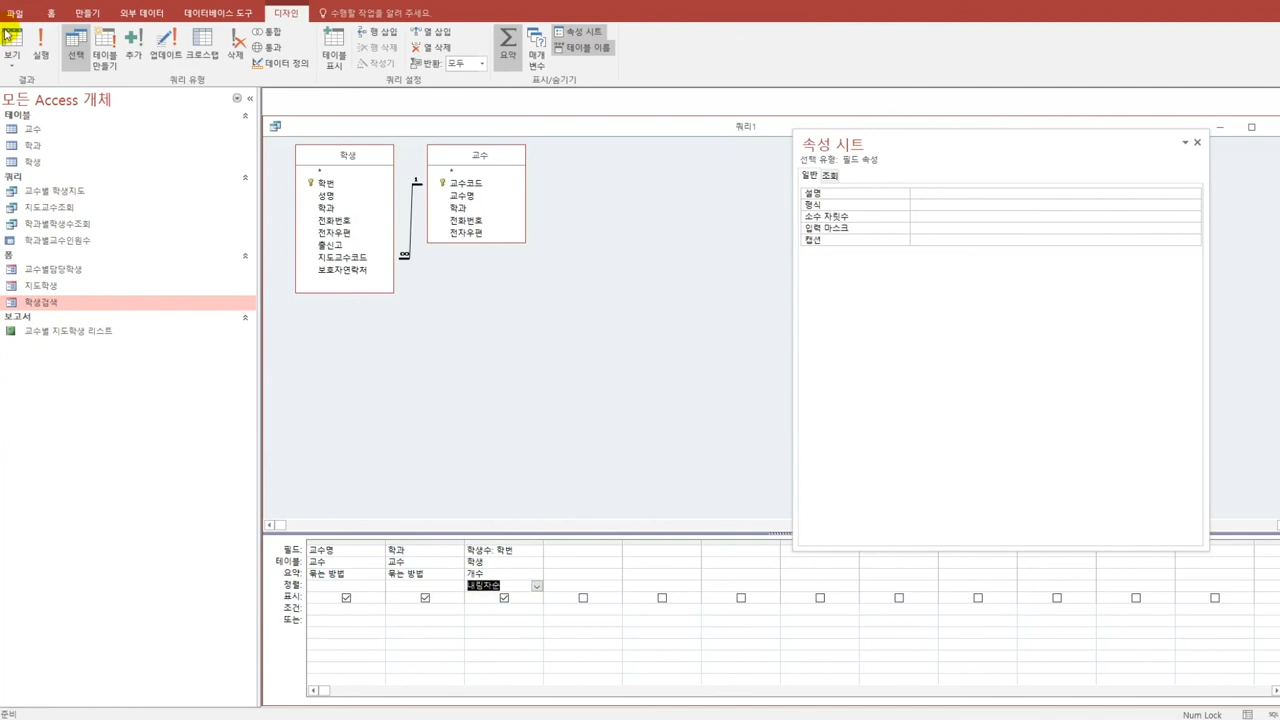 파일 홈 만들기 외부 데이터 데이터베이스 도구 디자인 수행할 작업을 알려 주세요.
보기 실행 선택 테이블 만들기 추가 업데이트 크로스탭 삭제 통합 통과 데이터 정의 테이블 표시 행 삽입 행 삭제 작성기 열 삽입 열 삭제 반환: 모두 요약 매개 변수 속성 시트 테이블 이름
결과 쿼리 유형 쿼리 설정 표시/숨기기
모든 Access 개체
테이블
교수
학과
학생
쿼리
교수별 학생지도
지도교수조회
학과별학생수조회
학과별교수인원수
폼
교수별담당학생
지도학생
학생검색
보고서
교수별 지도학생 리스트
쿼리1
학생
*
학번
성명
학과
전화번호
전자우편
출신고
지도교수코드
보호자연락처
1
∞
교수
*
교수코드
교수명
학과
전화번호
전자우편
속성 시트
선택 유형: 필드 속성
일반 조회
설명
형식
소수 자릿수
입력 마스크
캡션
필드: 교수명 학과 학생수: 학번
테이블: 교수 교수 학생
요약: 묶는 방법 묶는 방법 개수
정렬: 내림차순
표시:
조건:
또는:
준비 Num Lock SQL